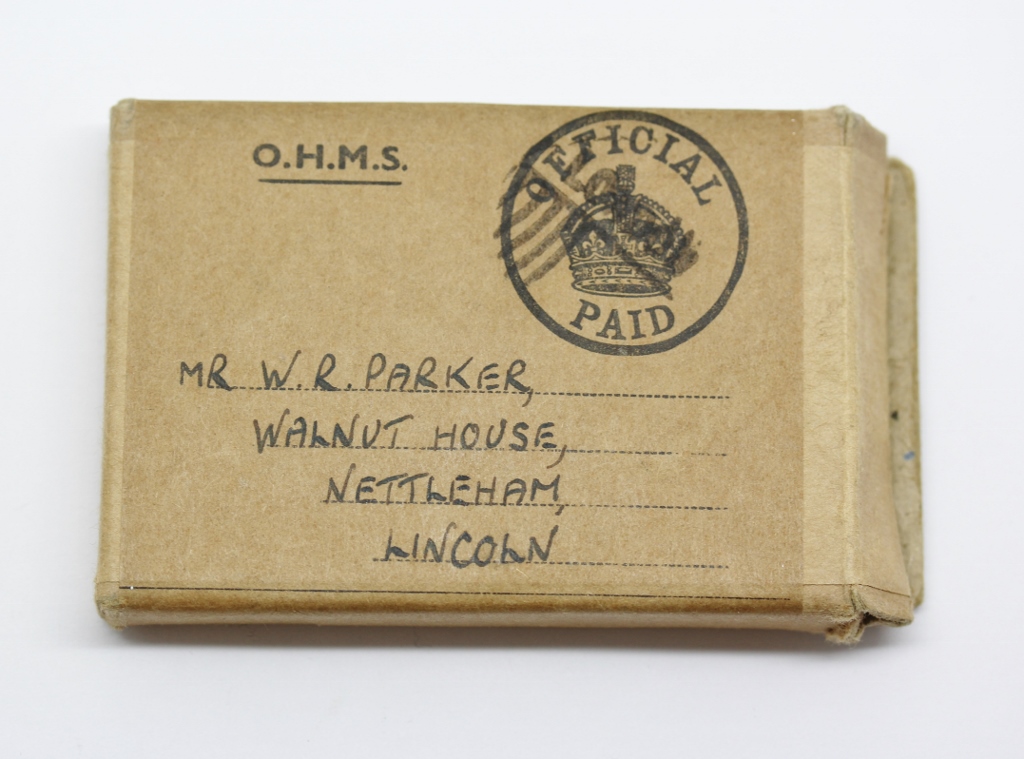 O.H.M.S.
OFFICIAL
PAID
MR W.R. PARKER,
WALNUT HOUSE,
NETTLEHAM,
LINCOLN